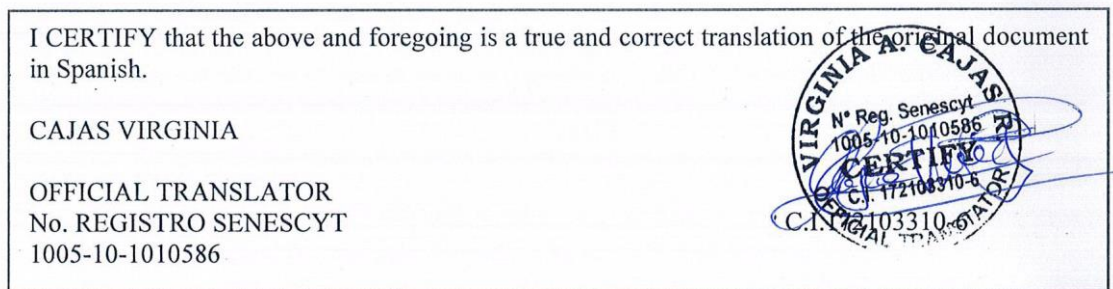 I CERTIFY that the above and foregoing is a true and correct translation of the original document
in Spanish.
CAJAS VIRGINIA
OFFICIAL TRANSLATOR
No. REGISTRO SENESCYT
1005-10-1010586
VIRGINIA A. CAJAS R.
N° Reg. Senescyt
1005-10-1010586
CERTIFY
C.I. 172103310-6
OFFICIAL TRANSLATOR
C.I. 103310-6